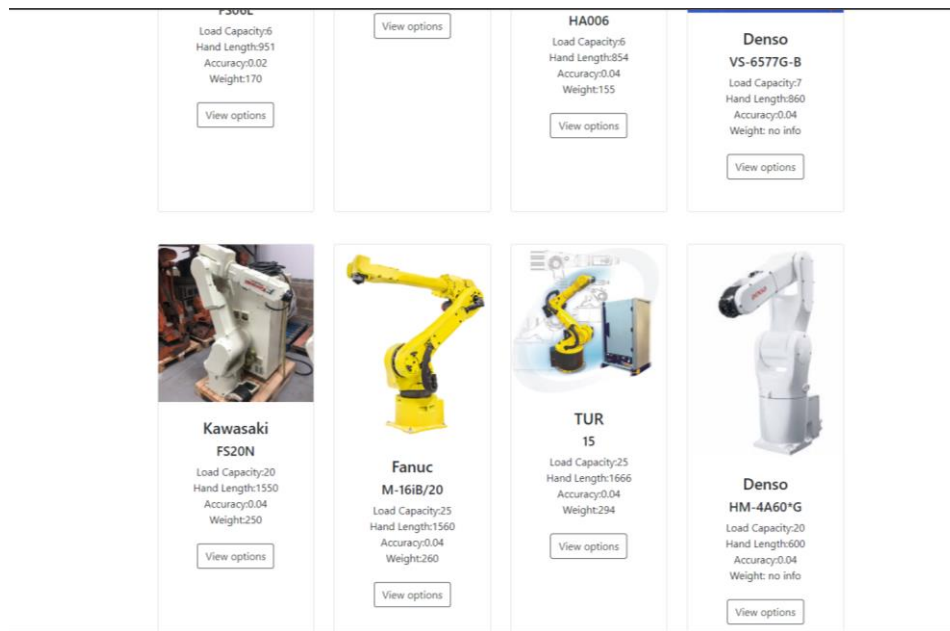 FS06L
Load Capacity:6
Hand Length:951
Accuracy:0.02
Weight:170
View options
View options
HA006
Load Capacity:6
Hand Length:854
Accuracy:0.04
Weight:155
View options
Denso
VS-6577G-B
Load Capacity:7
Hand Length:860
Accuracy:0.04
Weight: no info
View options
Kawasaki
FS20N
Load Capacity:20
Hand Length:1550
Accuracy:0.04
Weight:250
View options
Fanuc
M-16iB/20
Load Capacity:25
Hand Length:1560
Accuracy:0.04
Weight:260
View options
TUR
15
Load Capacity:25
Hand Length:1666
Accuracy:0.04
Weight:294
View options
DENSO
Denso
HM-4A60*G
Load Capacity:20
Hand Length:600
Accuracy:0.04
Weight: no info
View options